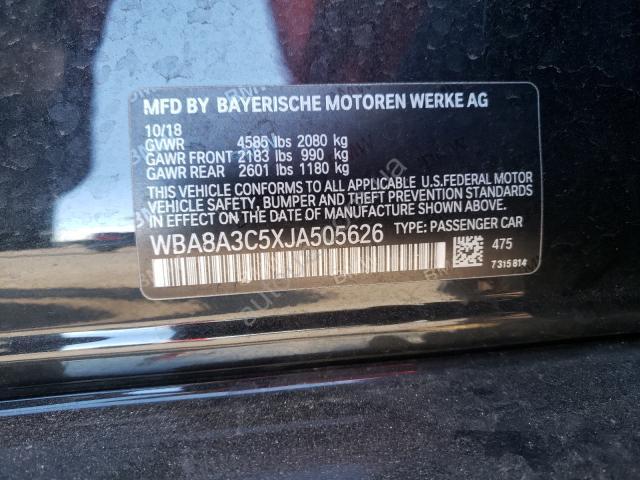 MFD BY BAYERISCHE MOTOREN WERKE AG
10/18
GVWR 4585 lbs 2080 kg
GAWR FRONT 2183 lbs 990 kg
GAWR REAR 2601 lbs 1180 kg
THIS VEHICLE CONFORMS TO ALL APPLICABLE U.S.FEDERAL MOTOR
VEHICLE SAFETY, BUMPER AND THEFT PREVENTION STANDARDS
IN EFFECT ON THE DATE OF MANUFACTURE SHOWN ABOVE.
WBA8A3C5XJA505626 TYPE: PASSENGER CAR
475
7315814